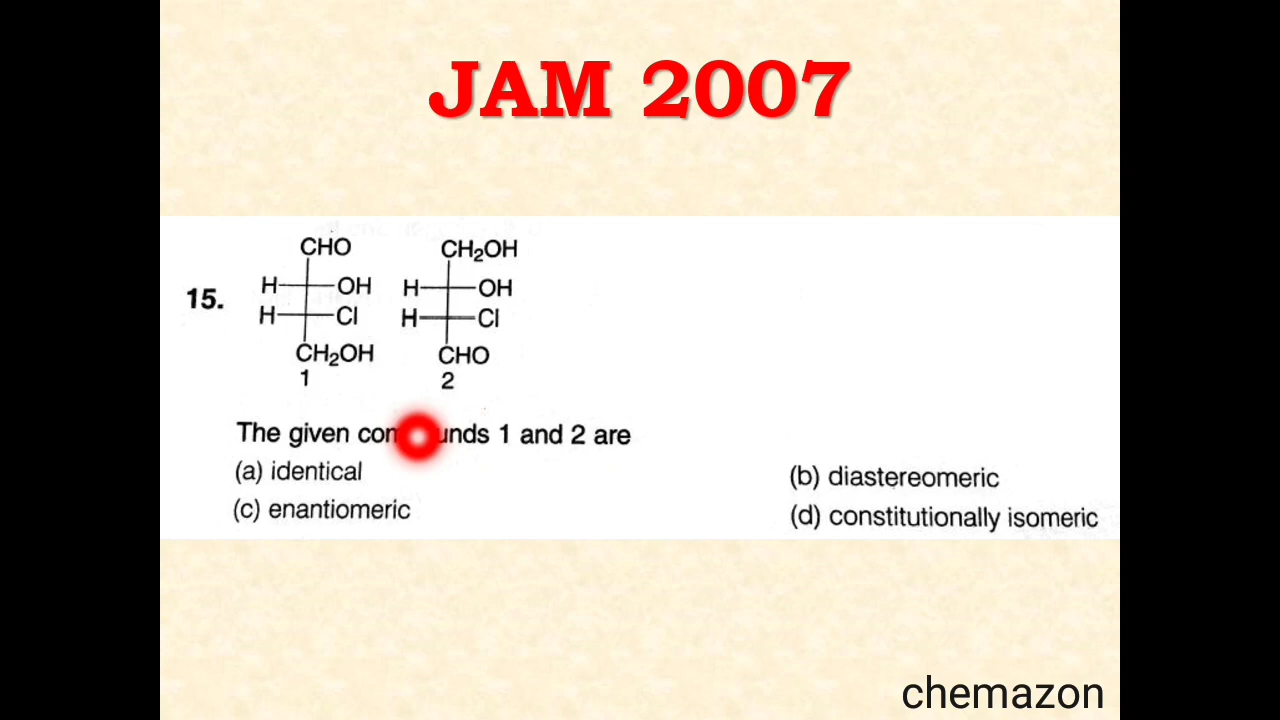 JAM 2007
CHO CH₂OH
15. H OH H OH
H Cl H Cl
CH₂OH CHO
1 2
The given 1 and 2 are
(a) identical (b) diastereomeric
(c) enantiomeric (d) constitutionally isomeric
chemazon